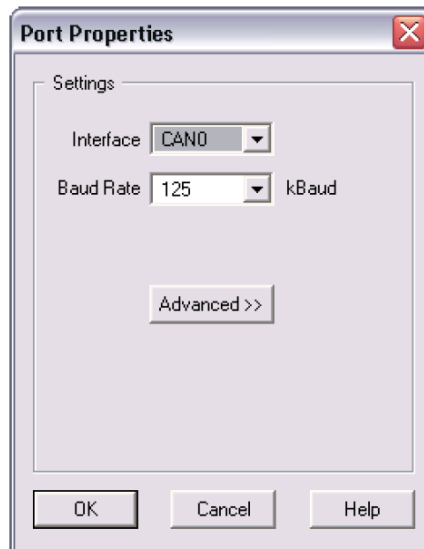 Port Properties
Settings
Interface CAN0
Baud Rate 125 kBaud
Advanced >>
OK Cancel Help